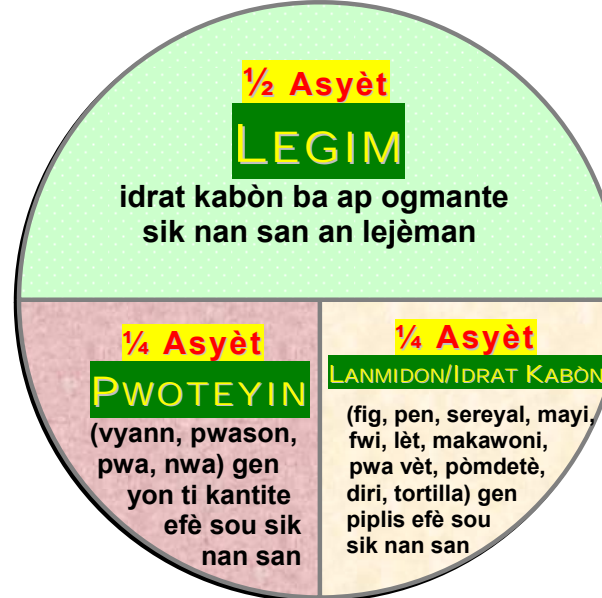 ½ Asyèt
LEGIM
idrat kabòn ba ap ogmante
sik nan san an lejèman
¼ Asyèt
PWOTEYIN
(vyann, pwason,
pwa, nwa) gen
yon ti kantite
efè sou sik
nan san
¼ Asyèt
LANMIDON/IDRAT KABÒN
(fig, pen, sereyal, mayi,
fwi, lèt, makawoni,
pwa vèt, pòmdetè,
diri, tortilla) gen
piplis efè sou
sik nan san